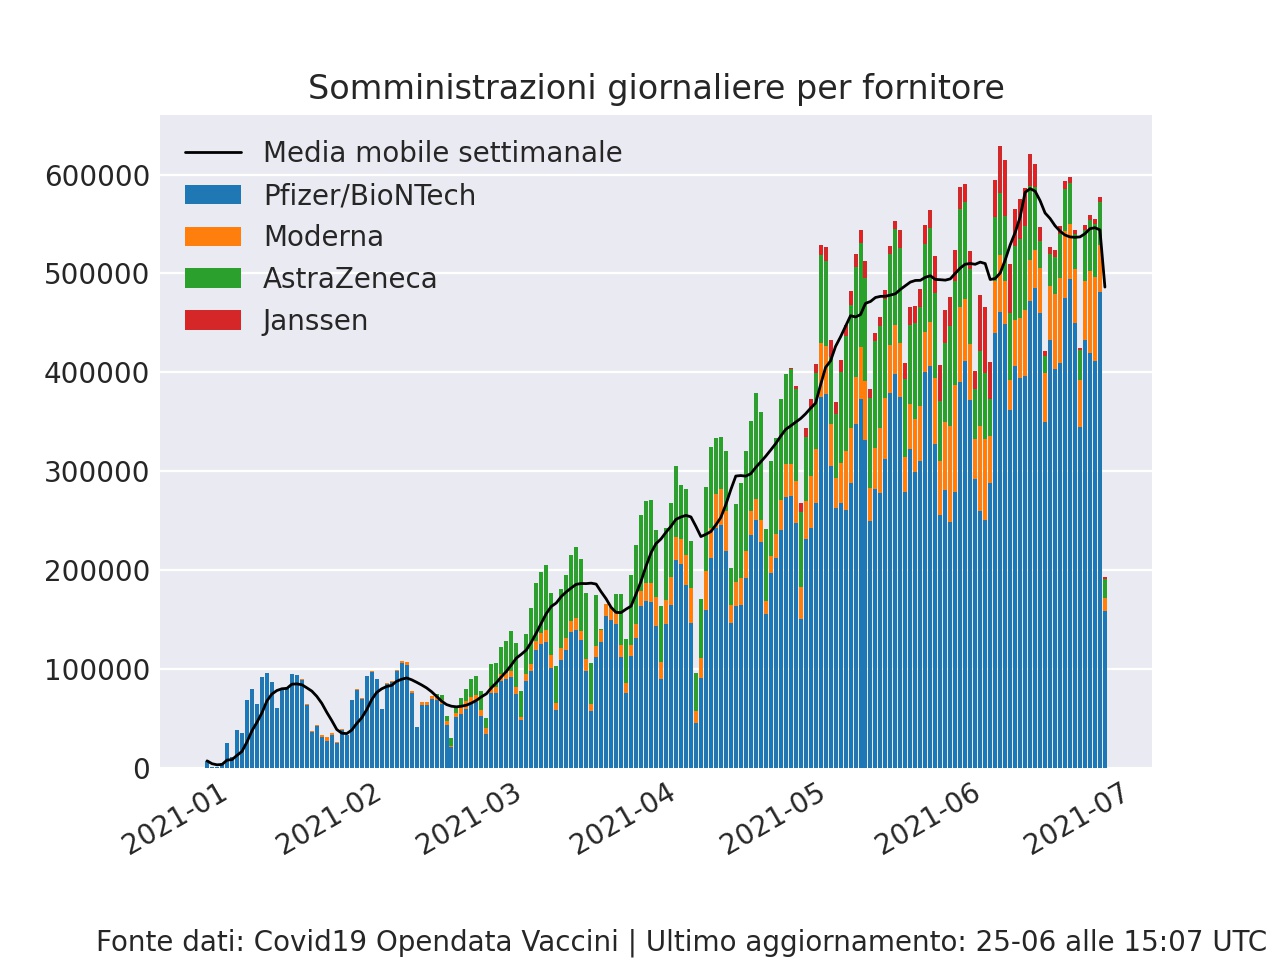 Somministrazioni giornaliere per fornitore
Media mobile settimanale
Pfizer/BioNTech
Moderna
AstraZeneca
Janssen
600000
500000
400000
300000
200000
100000
0
2021-01
2021-02
2021-03
2021-04
2021-05
2021-06
2021-07
Fonte dati: Covid19 Opendata Vaccini | Ultimo aggiornamento: 25-06 alle 15:07 UTC